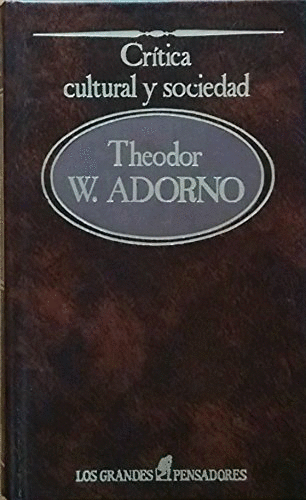 Crítica
cultural y sociedad
Theodor
W. ADORNO
LOS GRANDES PENSADORES